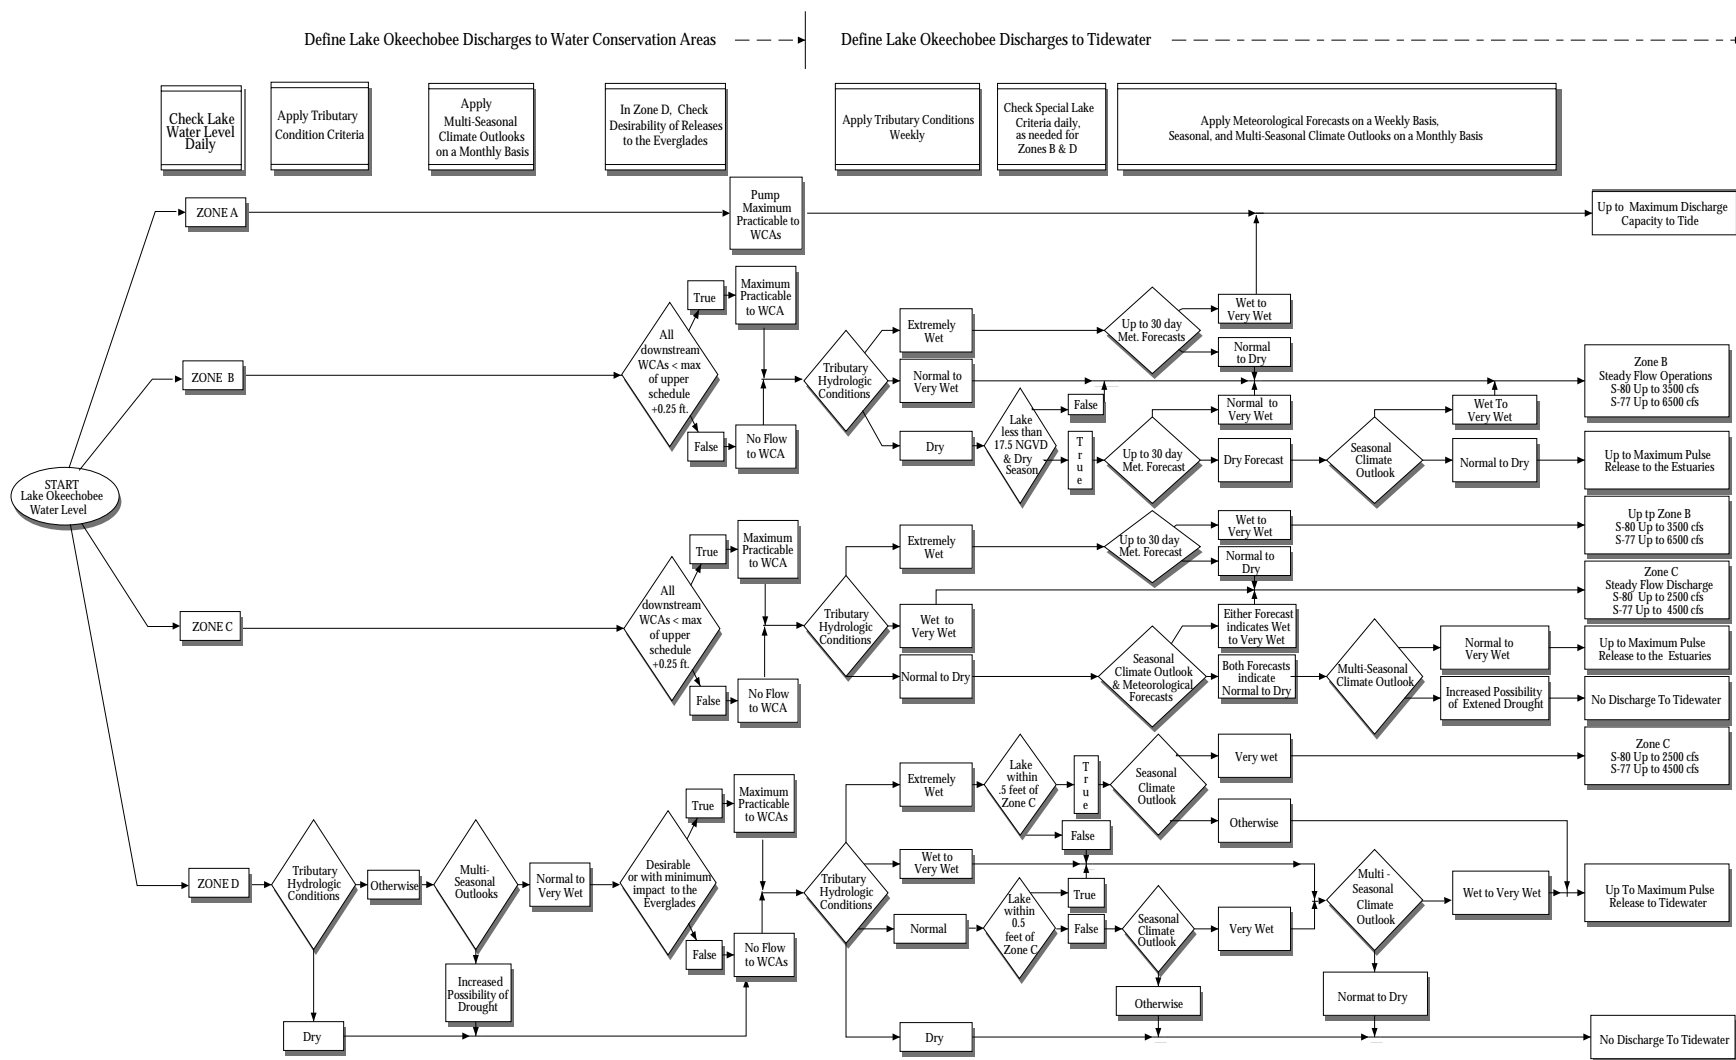 Define Lake Okeechobee Discharges to Water Conservation Areas
Define Lake Okeechobee Discharges to Tidewater
Check Lake
Water Level
Daily
Apply Tributary
Condition Criteria
Apply
Multi-Seasonal
Climate Outlooks
on a Monthly Basis
In Zone D, Check
Desirability of Releases
to the Everglades
Apply Tributary Conditions
Weekly
Check Special Lake
Criteria daily,
as needed for
Zones B & D
Apply Meteorological Forecasts on a Weekly Basis,
Seasonal, and Multi-Seasonal Climate Outlooks on a Monthly Basis
START
Lake Okeechobee
Water Level
ZONE A
Pump
Maximum
Practicable to
WCAs
Up to Maximum Discharge
Capacity to Tide
ZONE B
All
downstream
WCAs < max
of upper
schedule
+0.25 ft.
True
Maximum
Practicable
to WCA
False
No Flow
to WCA
Tributary
Hydrologic
Conditions
Extremely
Wet
Up to 30 day
Met. Forecasts
Wet to
Very Wet
Normal
to Dry
Normal to
Very Wet
Zone B
Steady Flow Operations
S-80 Up to 3500 cfs
S-77 Up to 6500 cfs
Dry
Lake
less than
17.5 NGVD
& Dry
Season
False
T
r
u
e
Up to 30 day
Met. Forecast
Normal to
Very Wet
Dry Forecast
Seasonal
Climate
Outlook
Wet To
Very Wet
Normal to Dry
Up to Maximum Pulse
Release to the Estuaries
ZONE C
All
downstream
WCAs < max
of upper
schedule
+0.25 ft.
True
Maximum
Practicable
to WCA
False
No Flow
to WCA
Tributary
Hydrologic
Conditions
Extremely
Wet
Up to 30 day
Met. Forecast
Wet to
Very Wet
Up tp Zone B
S-80 Up to 3500 cfs
S-77 Up to 6500 cfs
Normal to
Dry
Wet to
Very Wet
Zone C
Steady Flow Discharge
S-80 Up to 2500 cfs
S-77 Up to 4500 cfs
Normal to Dry
Seasonal
Climate Outlook
& Meteorological
Forecasts
Either Forecast
indicates Wet
to Very Wet
Both Forecasts
indicate
Normal to Dry
Multi-Seasonal
Climate Outlook
Normal to
Very Wet
Up to Maximum Pulse
Release to the Estuaries
Increased Possibility
of Extened Drought
No Discharge To Tidewater
ZONE D
Tributary
Hydrologic
Conditions
Otherwise
Multi-
Seasonal
Outlooks
Normal to
Very Wet
Desirable
or with minimum
impact to the
Everglades
True
Maximum
Practicable
to WCAs
False
No Flow
to WCAs
Increased
Possibility of
Drought
Dry
Tributary
Hydrologic
Conditions
Extremely
Wet
Lake
within
.5 feet of
Zone C
T
r
u
e
False
Seasonal
Climate
Outlook
Very wet
Zone C
S-80 Up to 2500 cfs
S-77 Up to 4500 cfs
Otherwise
Wet to
Very Wet
Normal
Lake
within
0.5
feet of
Zone C
True
False
Seasonal
Climate
Outlook
Very Wet
Otherwise
Multi -
Seasonal
Climate
Outlook
Wet to Very Wet
Up To Maximum Pulse
Release to Tidewater
Normat to Dry
Dry
No Discharge To Tidewater